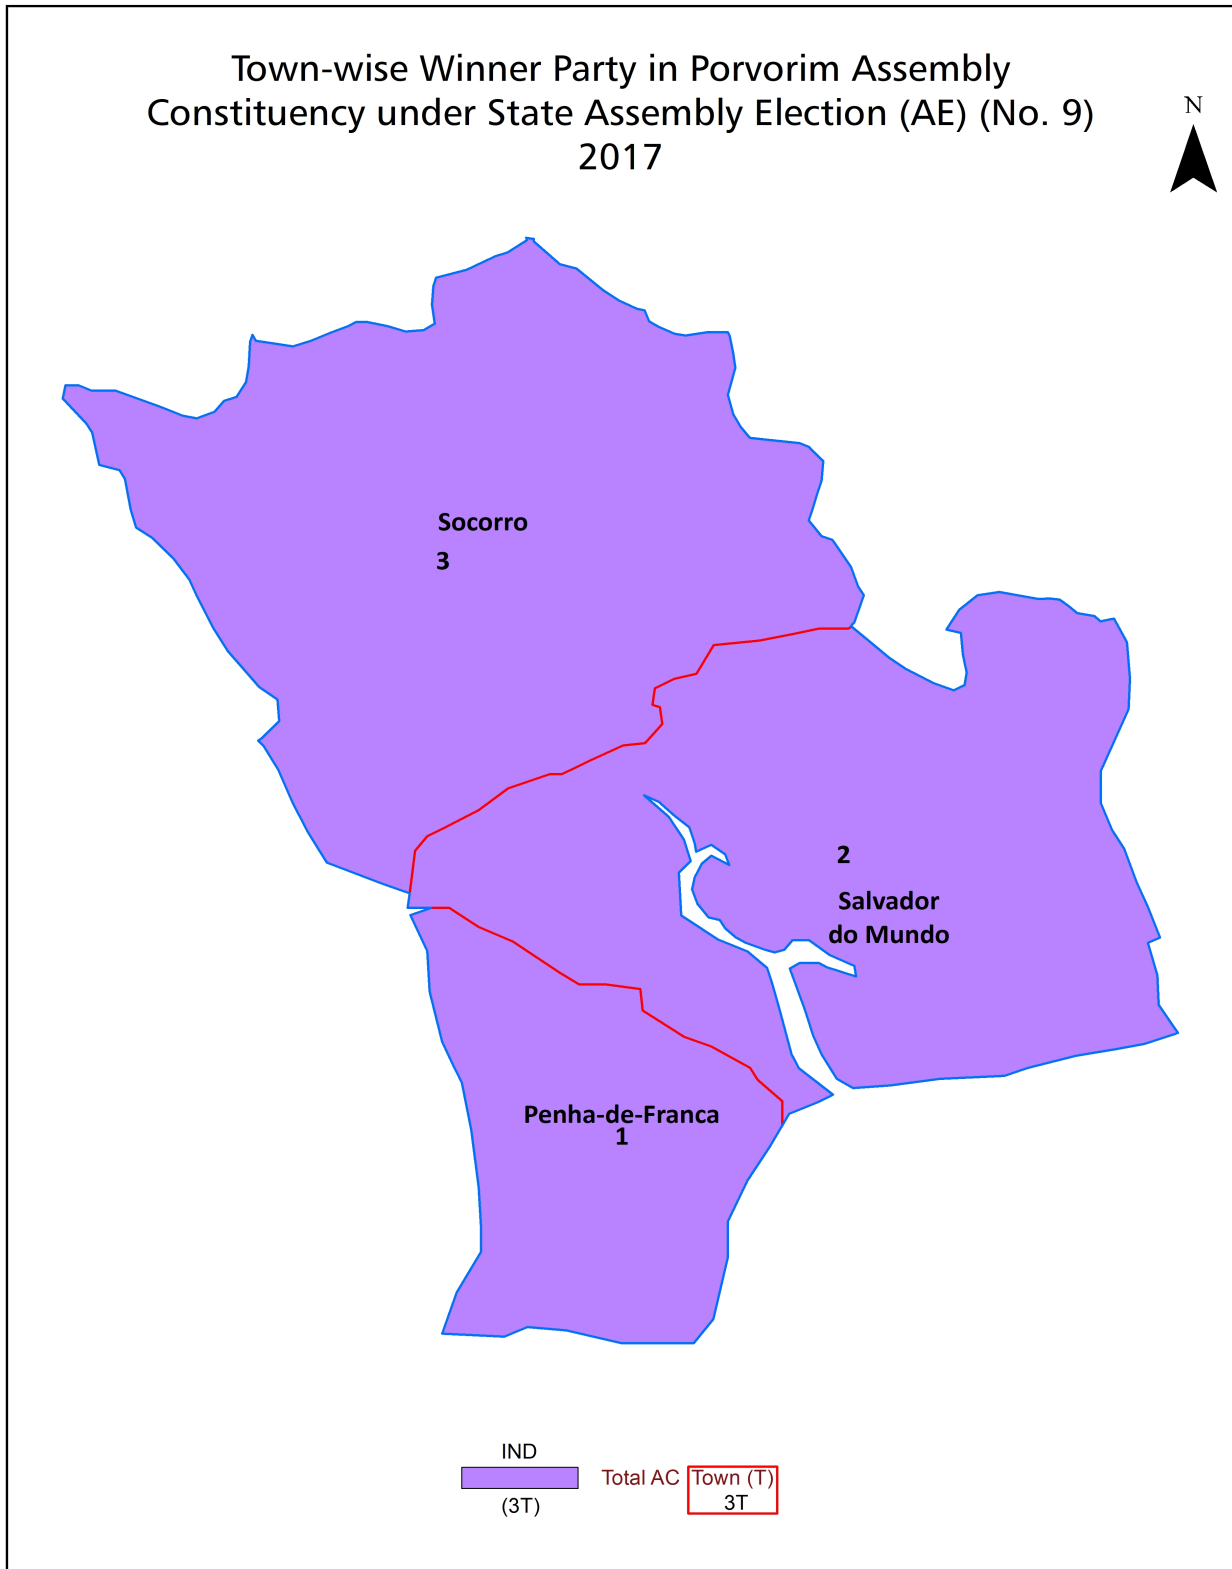 Town-wise Winner Party in Porvorim Assembly
Constituency under State Assembly Election (AE) (No. 9)
2017
N
Socorro
3
2
Salvador
do Mundo
Penha-de-Franca
1
IND
Total AC
Town (T)
(3T)
3T